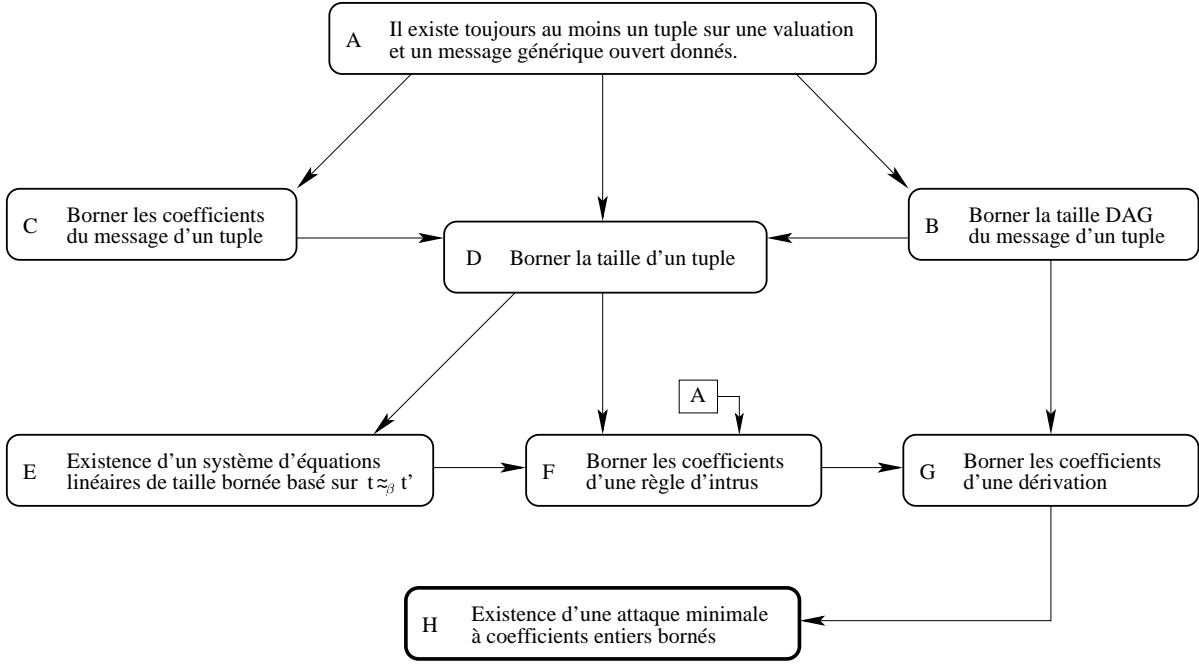 A
Il existe toujours au moins un tuple sur une valuation
et un message générique ouvert donnés.
C
Borner les coefficients
du message d'un tuple
B
Borner la taille DAG
du message d'un tuple
D
Borner la taille d'un tuple
A
E
Existence d'un système d'équations
linéaires de taille bornée basé sur t≈β t'
F
Borner les coefficients
d'une règle d'intrus
G
Borner les coefficients
d'une dérivation
H
Existence d'une attaque minimale
à coefficients entiers bornés